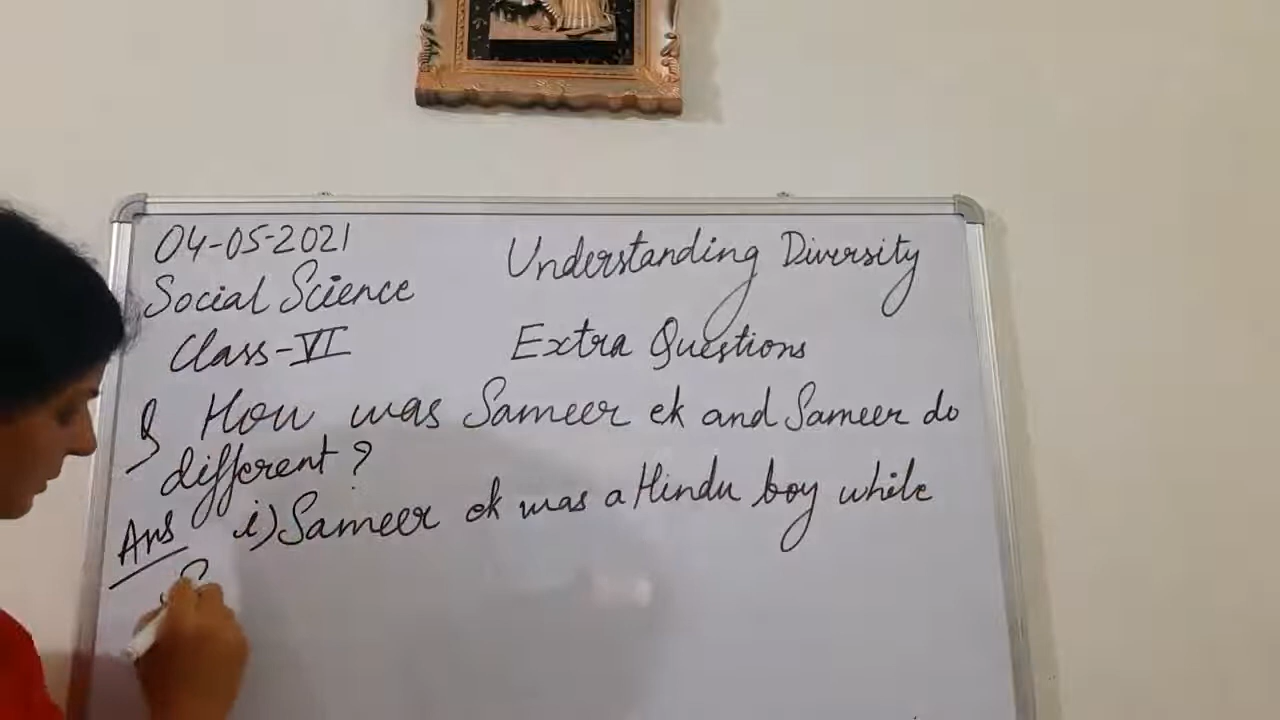 04-05-2021
Understanding Diversity
Social Science
Class-VI
Extra Questions
Q How was Sameer ek and Sameer do
different?
Ans i) Sameer ek was a Hindu boy while
S